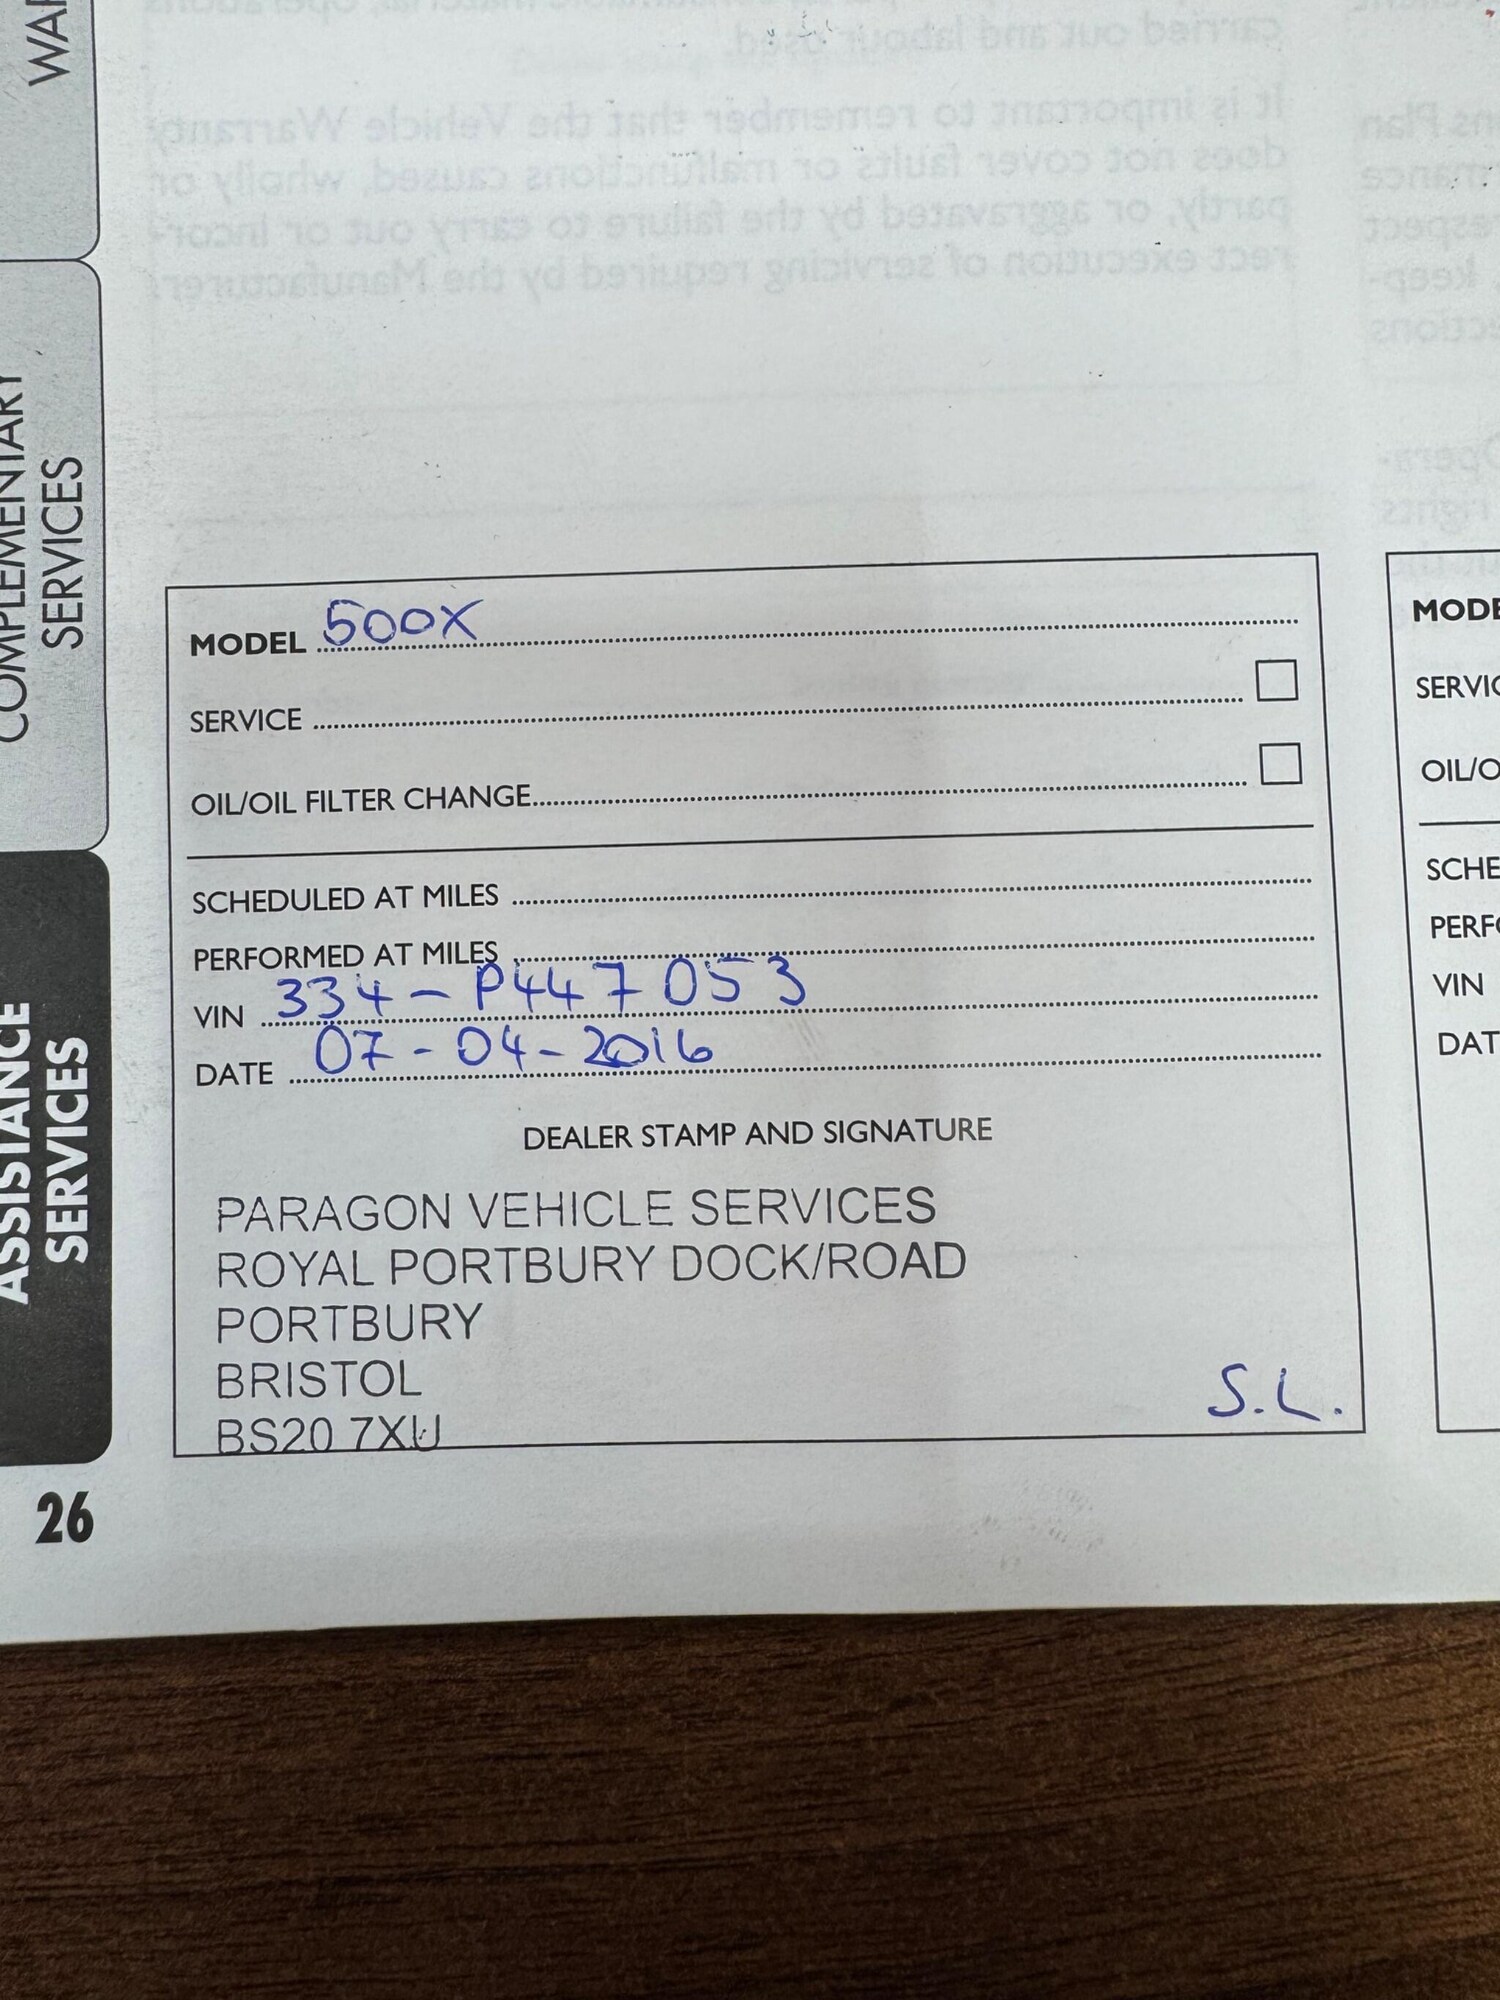 WAR
COMPLEMENTARY
SERVICES
ASSISTANCE
SERVICES
26
carried out and labour used.
It is important to remember that the Vehicle Warranty
does not cover faults or malfunctions caused, wholly or
partly, or aggravated by the failure to carry out or incor-
rect execution of servicing required by the Manufacturer.
MODEL 500X
SERVICE
OIL/OIL FILTER CHANGE
SCHEDULED AT MILES
PERFORMED AT MILES
VIN 334-P447053
DATE 07-04-2016
DEALER STAMP AND SIGNATURE
PARAGON VEHICLE SERVICES
ROYAL PORTBURY DOCK/ROAD
PORTBURY
BRISTOL
BS20 7XU
S.L.
MODE
SERVIC
OIL/O
SCHE
PERFO
VIN
DAT